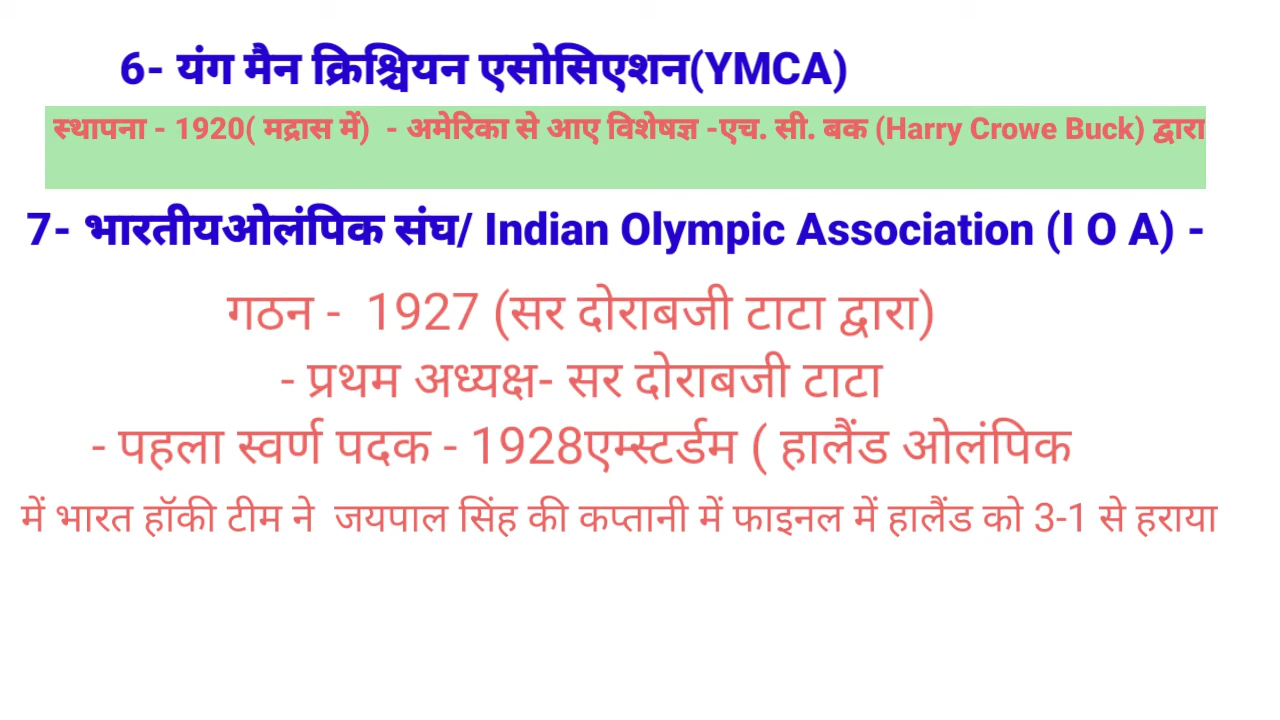 6- यंग मैन क्रिश्चियन एसोसिएशन(YMCA)
स्थापना - 1920( मद्रास में) - अमेरिका से आए विशेषज्ञ -एच. सी. बक (Harry Crowe Buck) द्वारा
7- भारतीयओलंपिक संघ/ Indian Olympic Association (I O A) -
गठन - 1927 (सर दोराबजी टाटा द्वारा)
- प्रथम अध्यक्ष- सर दोराबजी टाटा
- पहला स्वर्ण पदक - 1928एम्स्टर्डम ( हालैंड ओलंपिक
में भारत हॉकी टीम ने जयपाल सिंह की कप्तानी में फाइनल में हालैंड को 3-1 से हराया